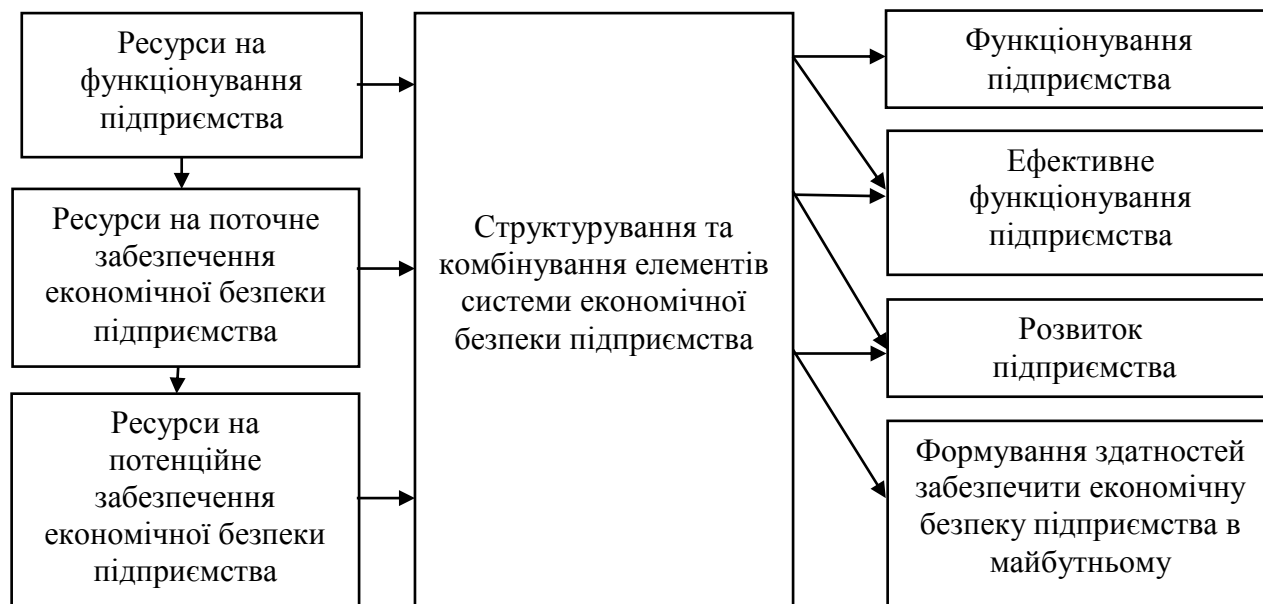 Ресурси на
функціонування
підприємства
Ресурси на поточне
забезпечення
економічної безпеки
підприємства
Ресурси на
потенційне
забезпечення
економічної безпеки
підприємства
Структурування та
комбінування елементів
системи економічної
безпеки підприємства
Функціонування
підприємства
Ефективне
функціонування
підприємства
Розвиток
підприємства
Формування здатностей
забезпечити економічну
безпеку підприємства в
майбутньому